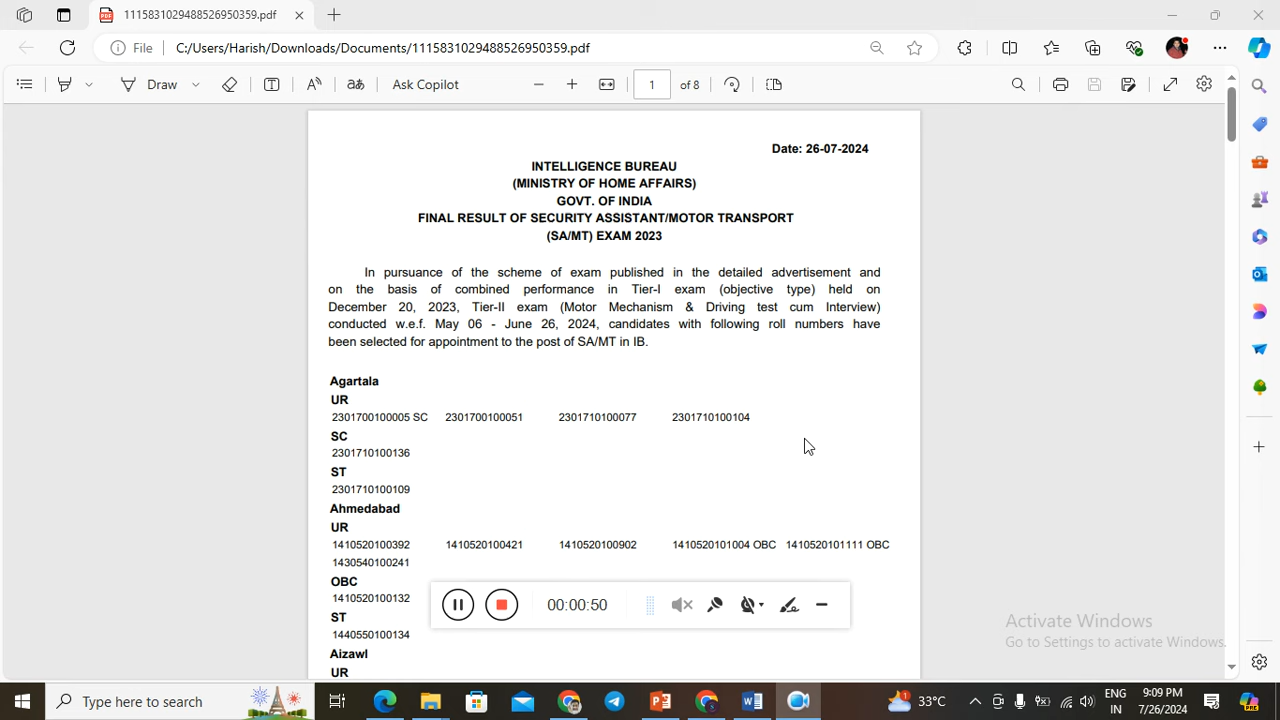 1115831029488526950359.pdf
File C:/Users/Harish/Downloads/Documents/1115831029488526950359.pdf
Draw Ask Copilot 1 of 8
Date: 26-07-2024
INTELLIGENCE BUREAU
(MINISTRY OF HOME AFFAIRS)
GOVT. OF INDIA
FINAL RESULT OF SECURITY ASSISTANT/MOTOR TRANSPORT
(SA/MT) EXAM 2023
In pursuance of the scheme of exam published in the detailed advertisement and
on the basis of combined performance in Tier-I exam (objective type) held on
December 20, 2023, Tier-II exam (Motor Mechanism & Driving test cum Interview)
conducted w.e.f. May 06 - June 26, 2024, candidates with following roll numbers have
been selected for appointment to the post of SA/MT in IB.
Agartala
UR
2301700100005 SC 2301700100051 2301710100077 2301710100104
SC
2301710100136
ST
2301710100109
Ahmedabad
UR
1410520100392 1410520100421 1410520100902 1410520101004 OBC 1410520101111 OBC
1430540100241
OBC
1410520100132
ST
1440550100134
Aizawl
UR
00:00:50
Activate Windows
Go to Settings to activate Windows.
Type here to search
33°C
ENG
IN
9:09 PM
7/26/2024